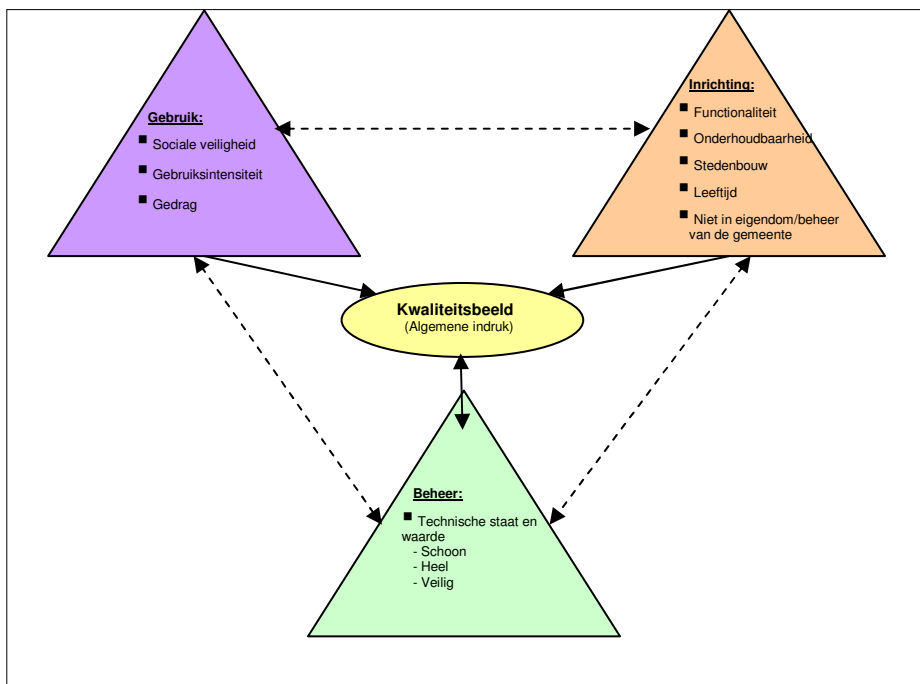 Gebruik:
■ Sociale veiligheid
■ Gebruiksintensiteit
■ Gedrag
Inrichting:
■ Functionaliteit
■ Onderhoudbaarheid
■ Stedenbouw
■ Leeftijd
■ Niet in eigendom/beheer
van de gemeente
Kwaliteitsbeeld
(Algemene indruk)
Beheer:
■ Technische staat en
waarde
- Schoon
- Heel
- Veilig